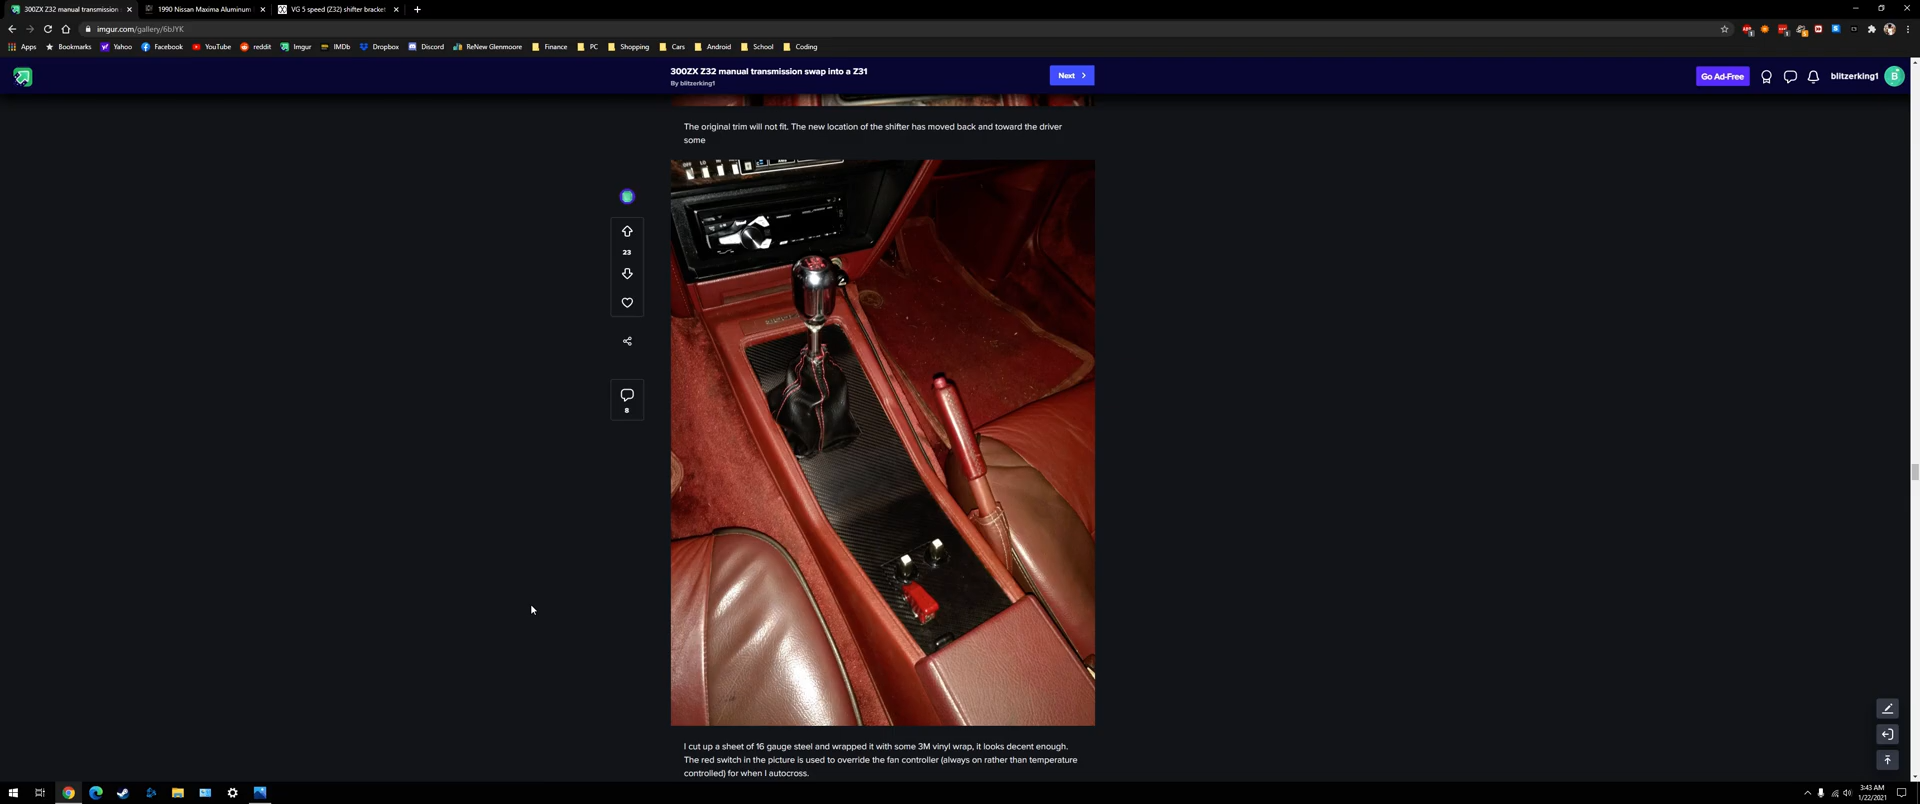 300ZX Z32 manual transmission
1990 Nissan Maxima Aluminum
VG 5 speed (Z32) shifter bracket
imgur.com/gallery/6bJYK
Apps
Bookmarks
Yahoo
Facebook
YouTube
reddit
Imgur
IMDb
Dropbox
Discord
ReNew Glenmoore
Finance
PC
Shopping
Cars
Android
School
Coding
300ZX Z32 manual transmission swap into a Z31
By blitzerking1
Next
Go Ad-Free
blitzerking1
B
The original trim will not fit. The new location of the shifter has moved back and toward the driver
some
OFF LO
23
8
I cut up a sheet of 16 gauge steel and wrapped it with some 3M vinyl wrap, it looks decent enough.
The red switch in the picture is used to override the fan controller (always on rather than temperature
controlled) for when I autocross.
3:43 AM
1/22/2021